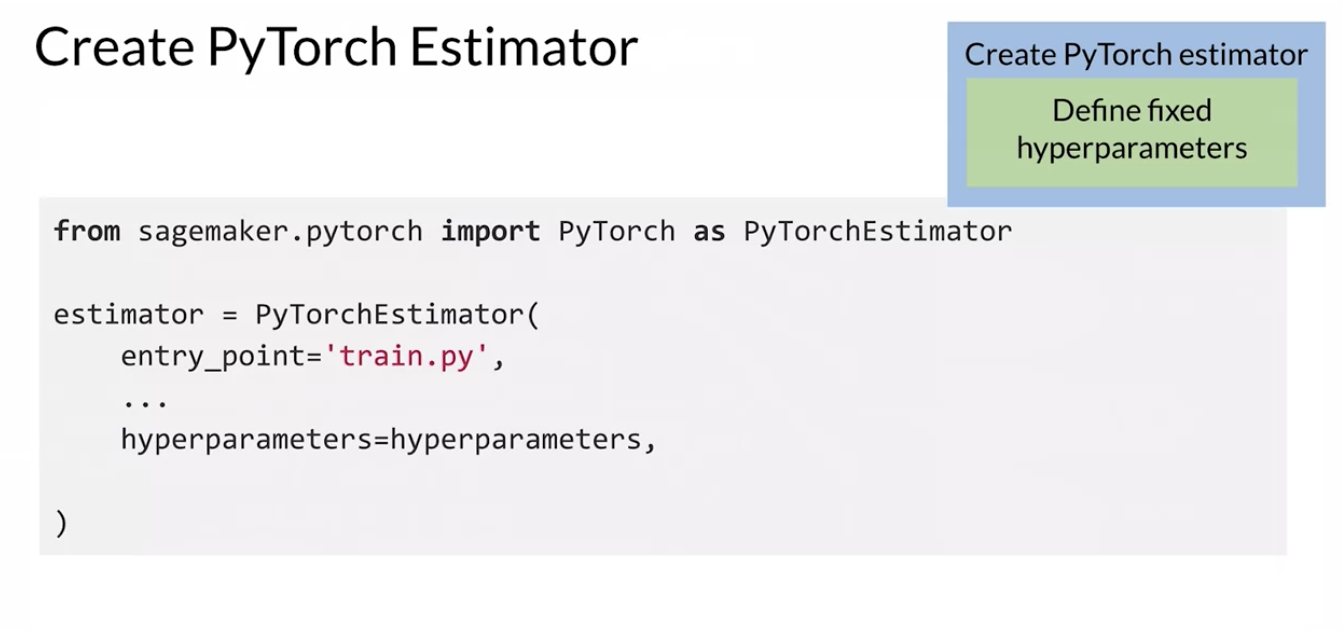 Create PyTorch Estimator
Create PyTorch estimator
Define fixed
hyperparameters
from sagemaker.pytorch import PyTorch as PyTorchEstimator
estimator = PyTorchEstimator(
    entry_point='train.py',
    ...
    hyperparameters=hyperparameters,
)